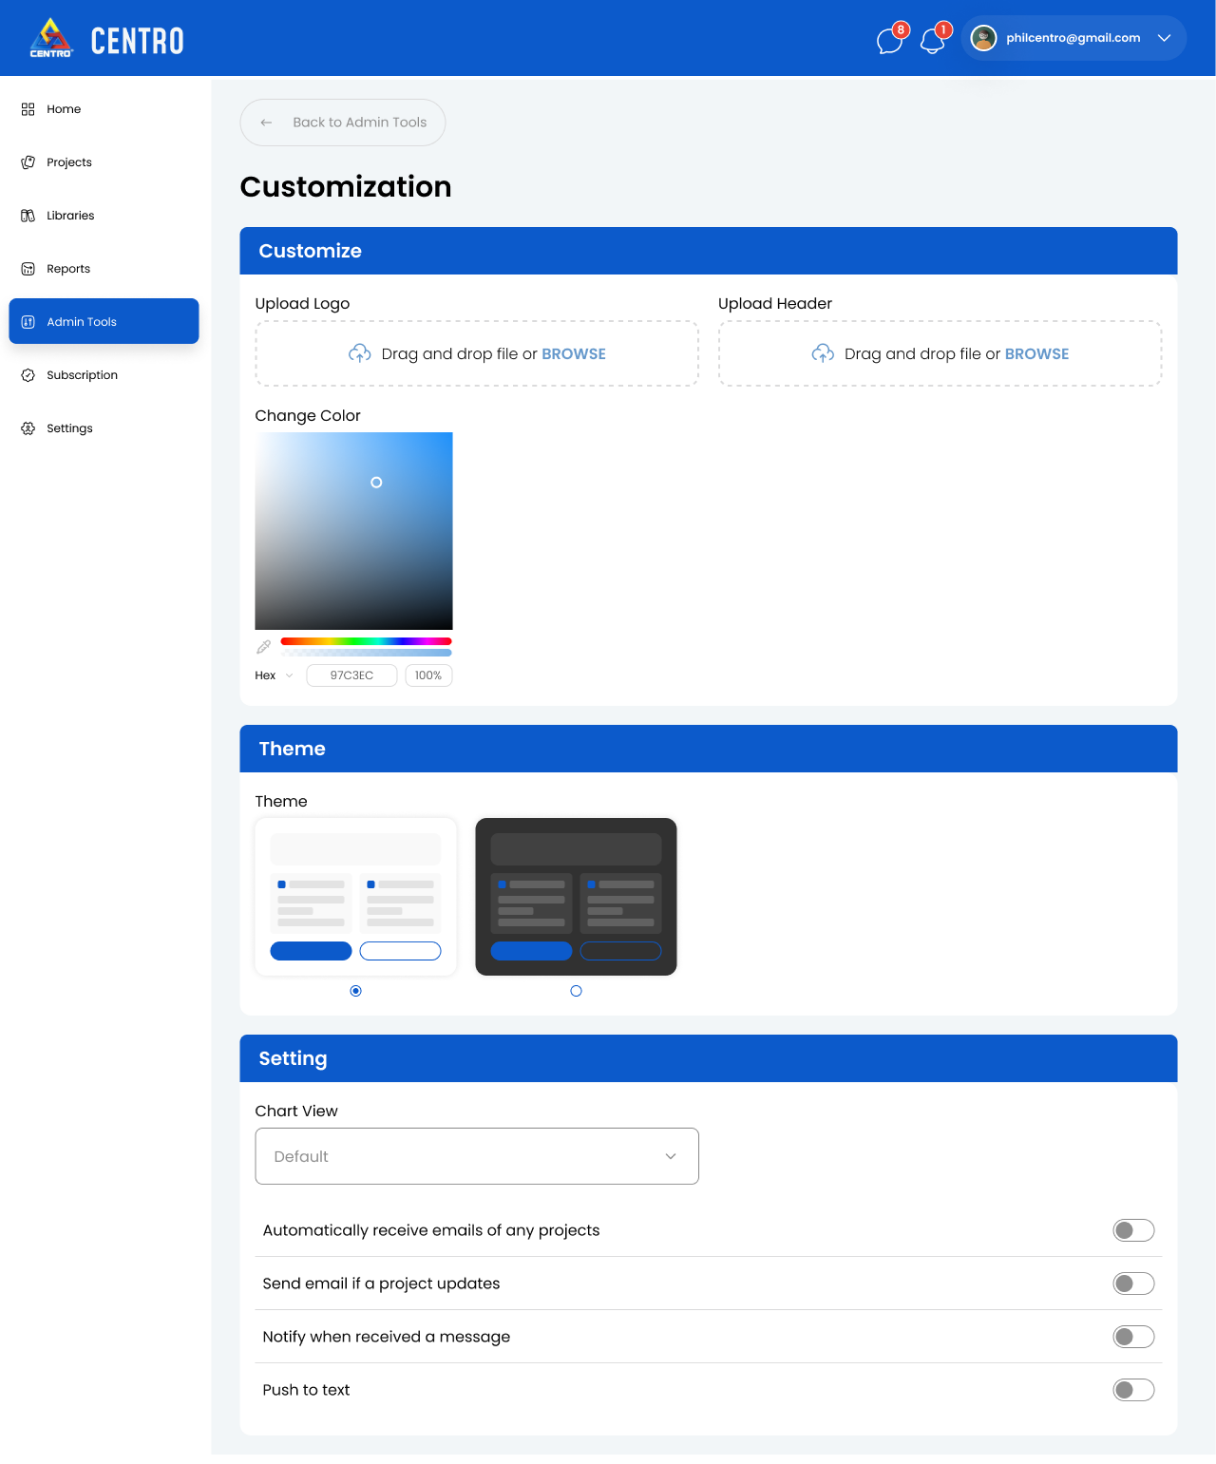 CENTRO
CENTRO
8
1
philcentro@gmail.com
Home
Projects
Libraries
Reports
Admin Tools
Subscription
Settings
Back to Admin Tools
Customization
Customize
Upload Logo
Upload Header
Drag and drop file or BROWSE
Drag and drop file or BROWSE
Change Color
Hex
97C3EC
100%
Theme
Theme
Setting
Chart View
Default
Automatically receive emails of any projects
Send email if a project updates
Notify when received a message
Push to text